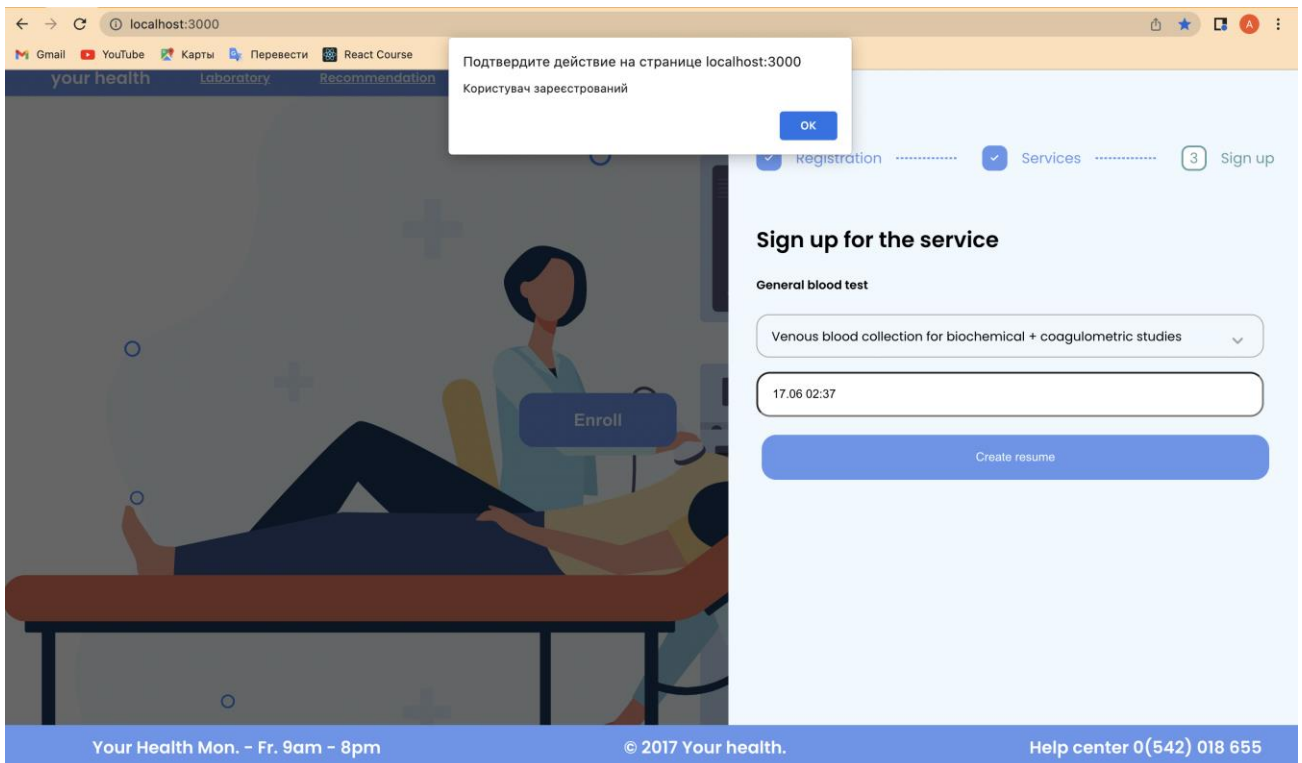 localhost:3000
Gmail YouTube Карты Перевести React Course
Подтвердите действие на странице localhost:3000
Користувач зареєстрований
ОК
your health Laboratory Recommendation
Registration Services 3 Sign up
Sign up for the service
General blood test
Venous blood collection for biochemical + coagulometric studies
17.06 02:37
Enroll
Create resume
Your Health Mon. - Fr. 9am - 8pm © 2017 Your health. Help center 0(542) 018 655
A